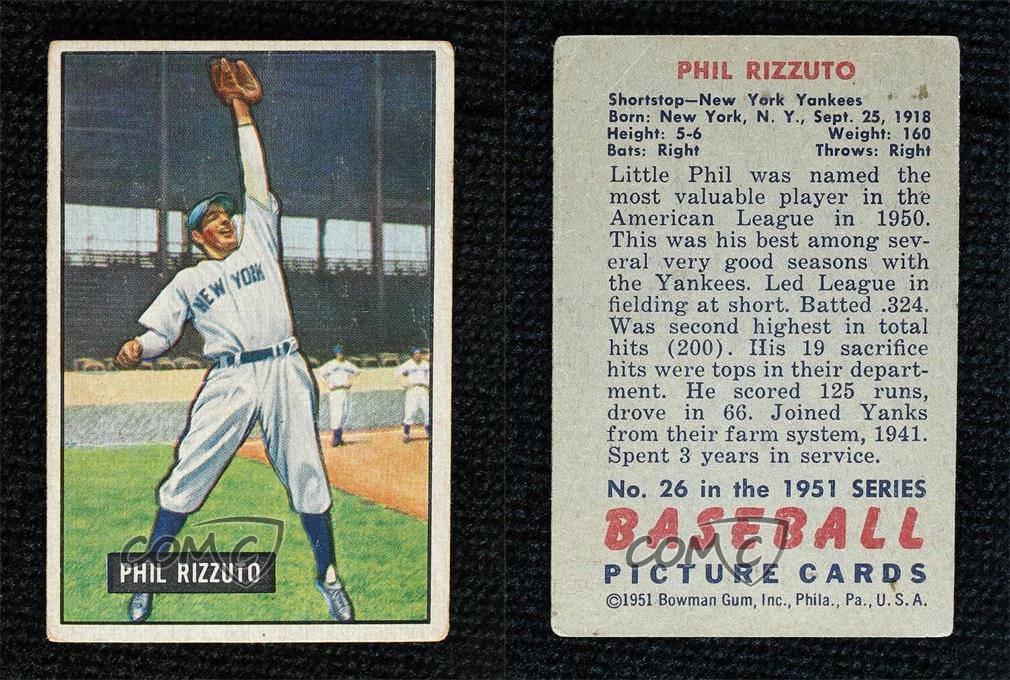 NEW YORK
PHIL RIZZUTO
COMC
PHIL RIZZUTO
Shortstop—New York Yankees
Born: New York, N. Y., Sept. 25, 1918
Height: 5-6 Weight: 160
Bats: Right Throws: Right
Little Phil was named the
most valuable player in the
American League in 1950.
This was his best among sev-
eral very good seasons with
the Yankees. Led League in
fielding at short. Batted .324.
Was second highest in total
hits (200). His 19 sacrifice
hits were tops in their depart-
ment. He scored 125 runs,
drove in 66. Joined Yanks
from their farm system, 1941.
Spent 3 years in service.
No. 26 in the 1951 SERIES
BASEBALL
COMC
PICTURE CARDS
©1951 Bowman Gum, Inc., Phila., Pa., U. S. A.